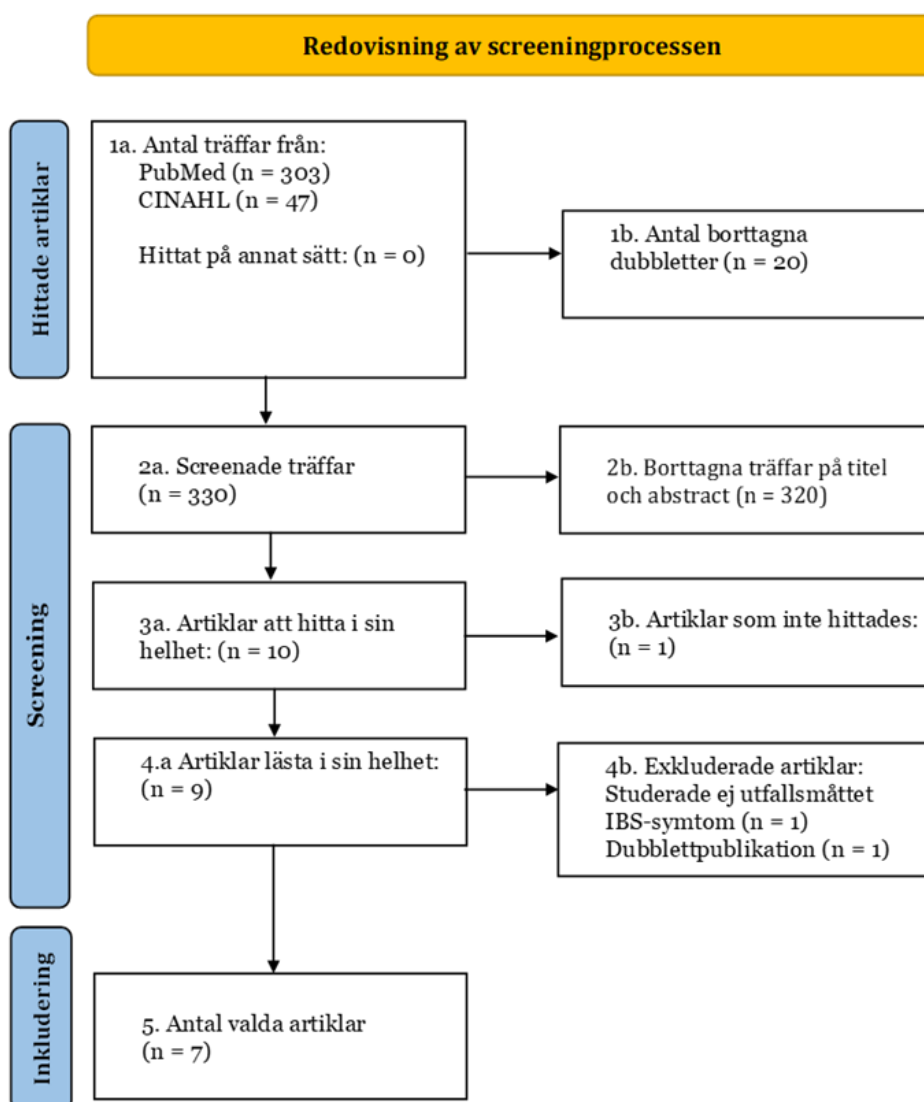 Redovisning av screeningprocessen
Hittade artiklar
1a. Antal träffar från:
PubMed (n = 303)
CINAHL (n = 47)
Hittat på annat sätt: (n = 0)
1b. Antal borttagna
dubbletter (n = 20)
Screening
2a. Screenade träffar
(n = 330)
2b. Borttagna träffar på titel
och abstract (n = 320)
3a. Artiklar att hitta i sin
helhet: (n = 10)
3b. Artiklar som inte hittades:
(n = 1)
4.a Artiklar lästa i sin helhet:
(n = 9)
4b. Exkluderade artiklar:
Studerade ej utfallsmåttet
IBS-symtom (n = 1)
Dubblettpublikation (n = 1)
Inkludering
5. Antal valda artiklar
(n = 7)